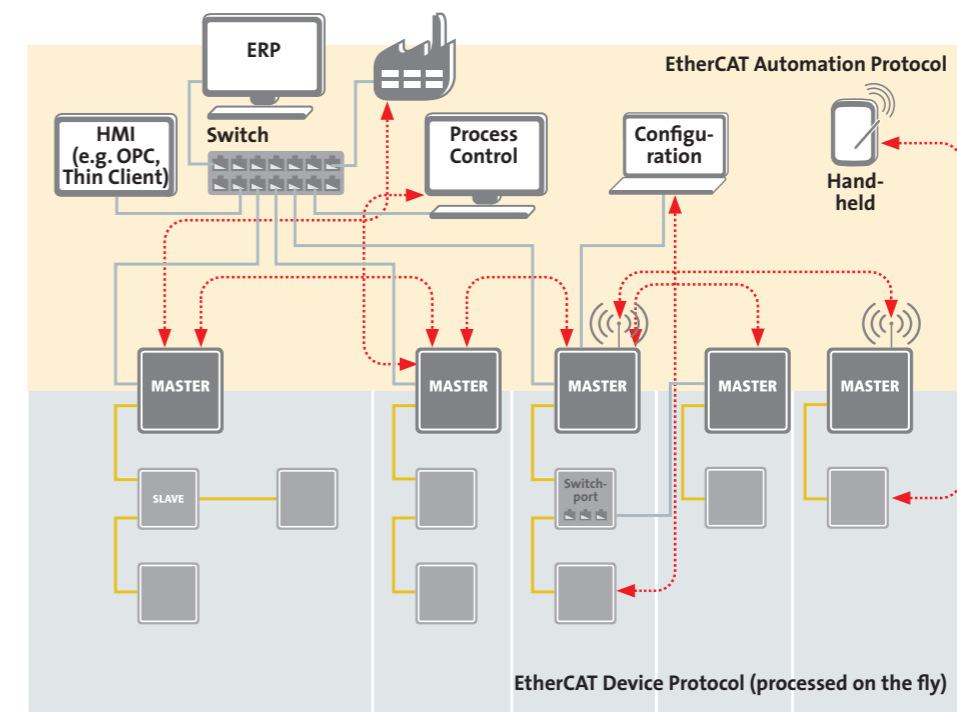 ERP
EtherCAT Automation Protocol
HMI
(e.g. OPC,
Thin Client)
Switch
Process
Control
Configu-
ration
Hand-
held
MASTER
MASTER
MASTER
MASTER
MASTER
SLAVE
Switch-
port
EtherCAT Device Protocol (processed on the fly)